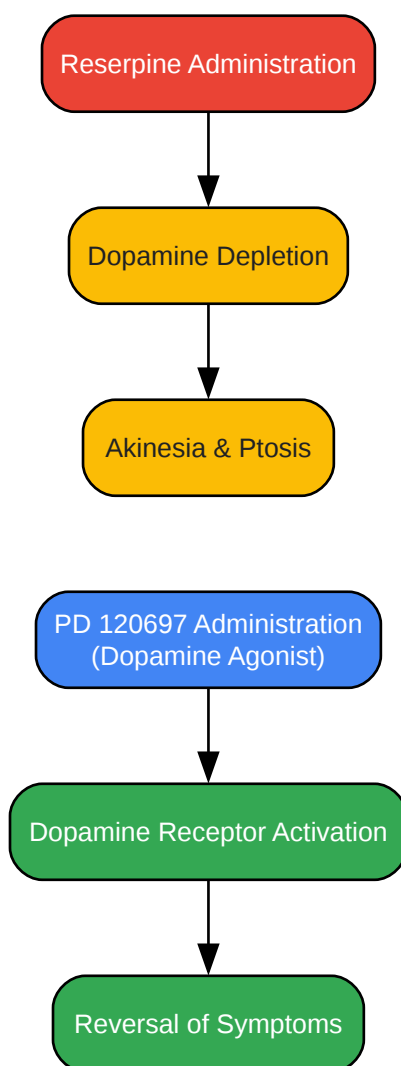 Reserpine Administration
Dopamine Depletion
Akinesia & Ptosis
PD 120697 Administration
(Dopamine Agonist)
Dopamine Receptor Activation
Reversal of Symptoms